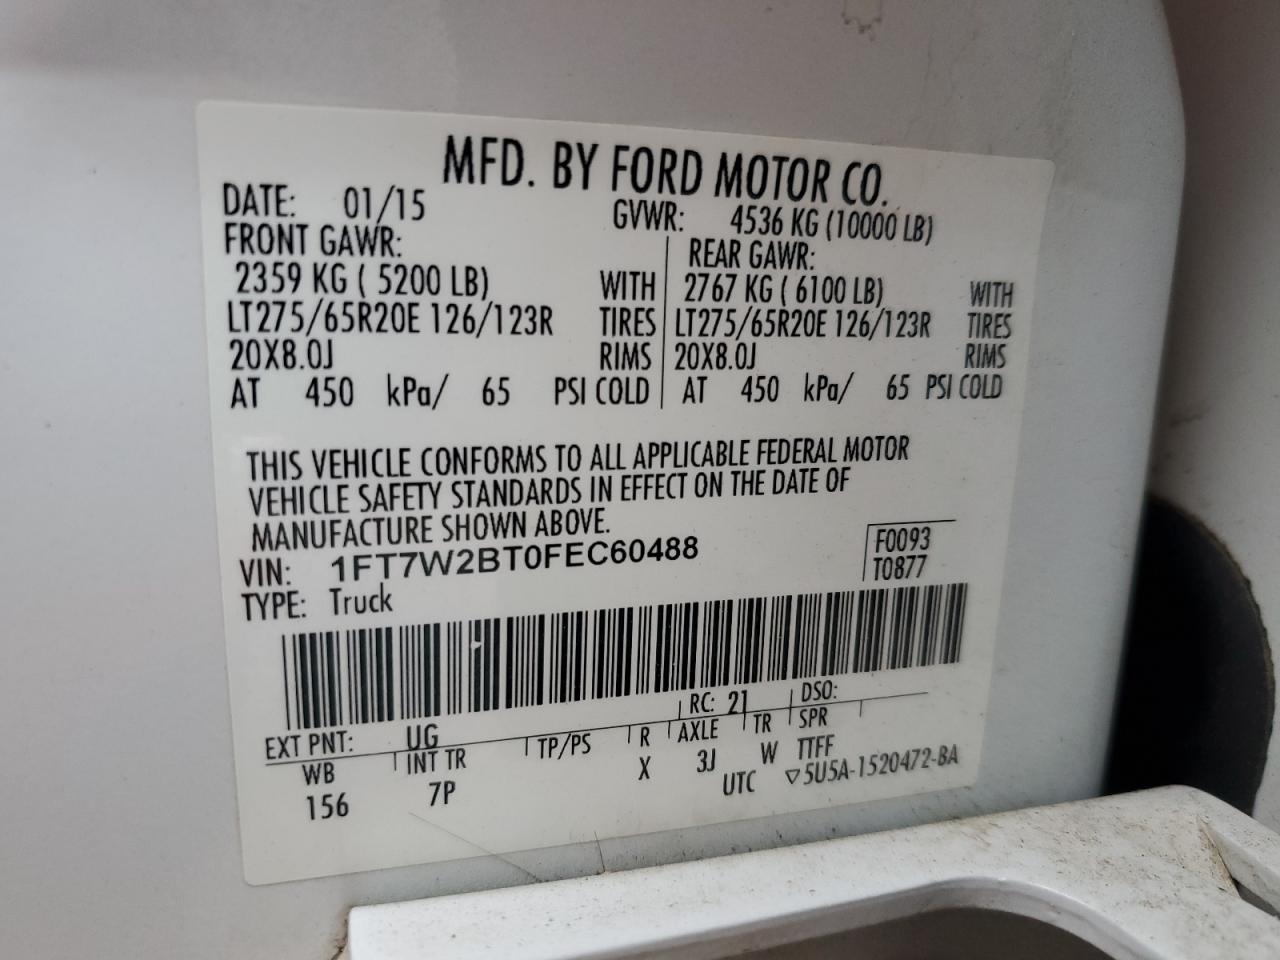 MFD. BY FORD MOTOR CO.
DATE: 01/15 GVWR: 4536 KG (10000 LB)
FRONT GAWR: REAR GAWR:
2359 KG ( 5200 LB) WITH 2767 KG ( 6100 LB) WITH
LT275/65R20E 126/123R TIRES LT275/65R20E 126/123R TIRES
20X8.0J RIMS 20X8.0J RIMS
AT 450 kPa/ 65 PSI COLD AT 450 kPa/ 65 PSI COLD
THIS VEHICLE CONFORMS TO ALL APPLICABLE FEDERAL MOTOR
VEHICLE SAFETY STANDARDS IN EFFECT ON THE DATE OF
MANUFACTURE SHOWN ABOVE.
VIN: 1FT7W2BT0FEC60488 F0093
TYPE: Truck T0877
EXT PNT: UG RC: 21 DSO:
WB INT TR TP/PS R AXLE TR SPR
156 7P X 3J W TTFF
UTC ▽5U5A-1520472-BA